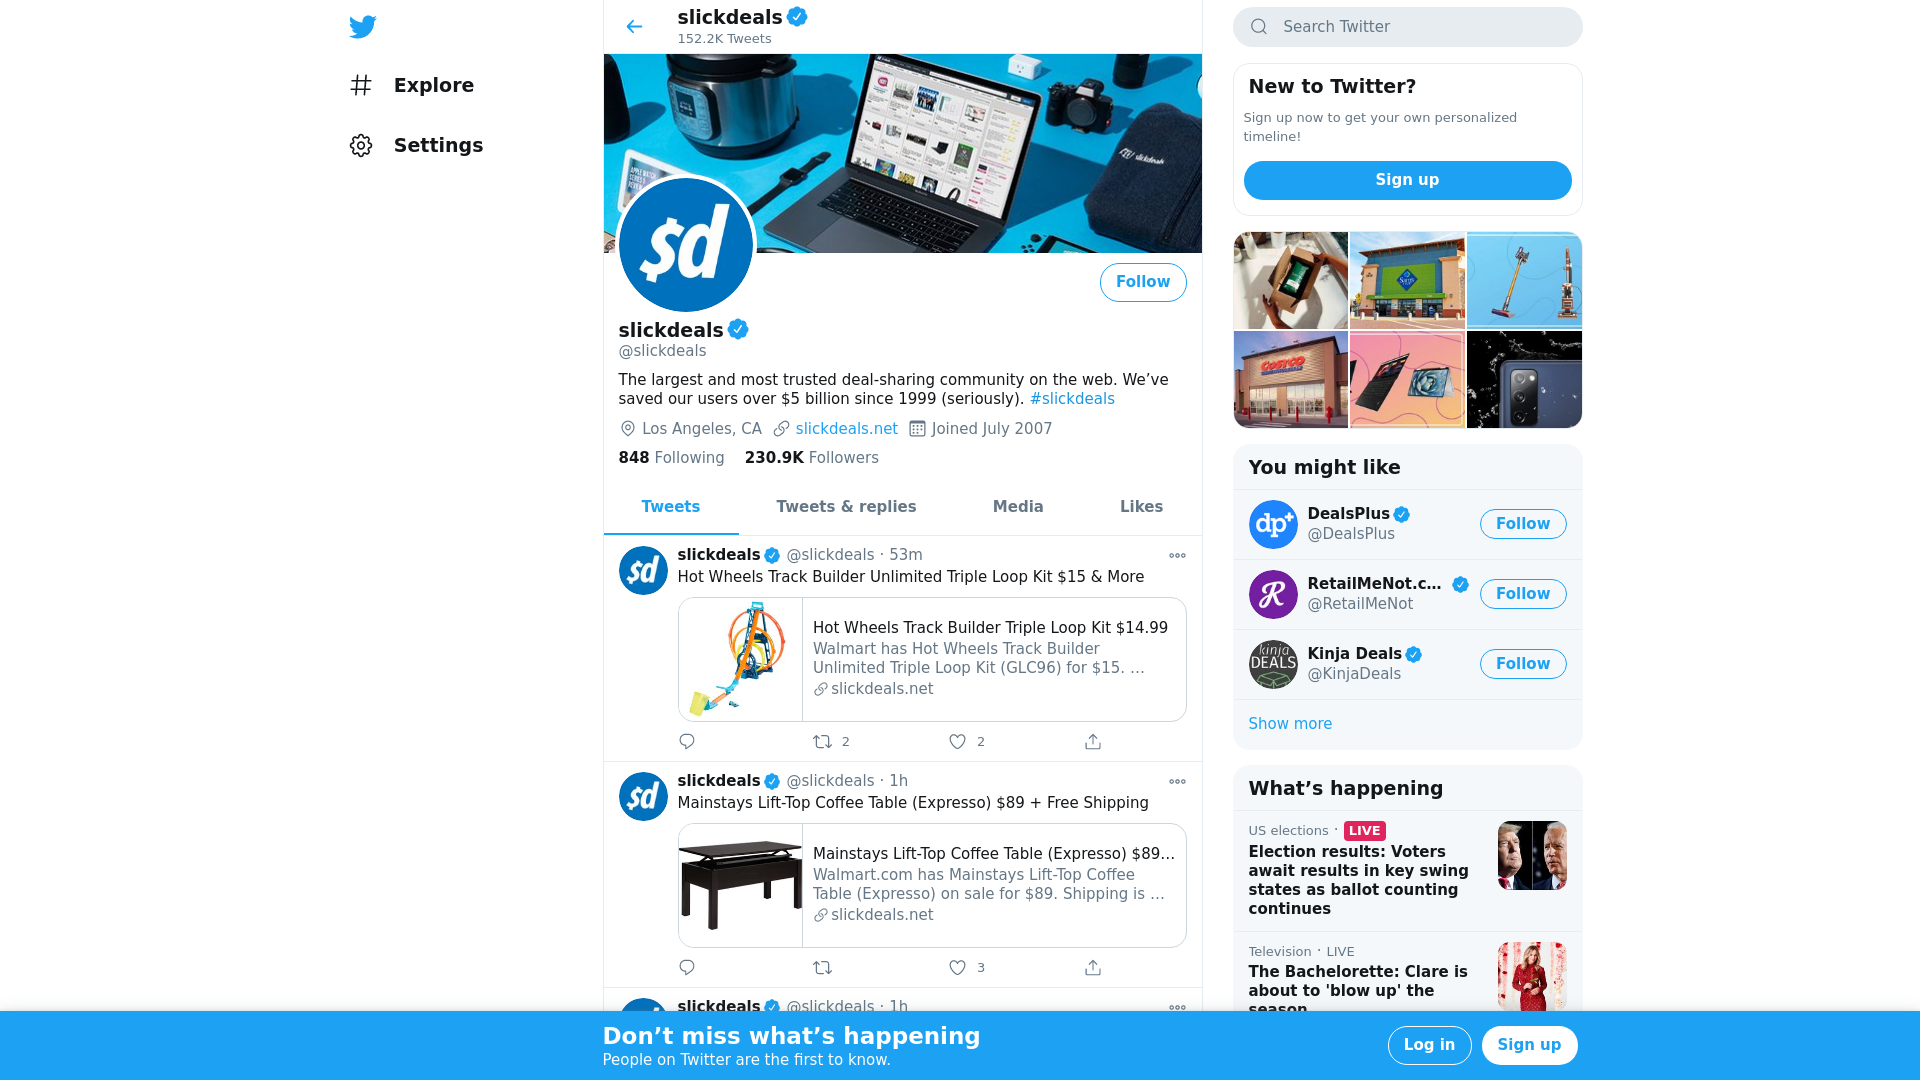 Explore
Settings
slickdeals
152.2K Tweets
slickdeals
$d
Follow
slickdeals
@slickdeals
The largest and most trusted deal-sharing community on the web. We’ve
saved our users over $5 billion since 1999 (seriously). #slickdeals
Los Angeles, CA slickdeals.net Joined July 2007
848 Following 230.9K Followers
Tweets Tweets & replies Media Likes
$d
slickdeals @slickdeals · 53m
Hot Wheels Track Builder Unlimited Triple Loop Kit $15 & More
Hot Wheels Track Builder Triple Loop Kit $14.99
Walmart has Hot Wheels Track Builder
Unlimited Triple Loop Kit (GLC96) for $15. …
slickdeals.net
2 2
$d
slickdeals @slickdeals · 1h
Mainstays Lift-Top Coffee Table (Expresso) $89 + Free Shipping
Mainstays Lift-Top Coffee Table (Expresso) $89…
Walmart.com has Mainstays Lift-Top Coffee
Table (Expresso) on sale for $89. Shipping is …
slickdeals.net
3
slickdeals @slickdeals · 1h
Search Twitter
New to Twitter?
Sign up now to get your own personalized
timeline!
Sign up
Sam's
COSTCO
You might like
dp+
DealsPlus
@DealsPlus
Follow
RetailMeNot.c…
@RetailMeNot
Follow
kinja
DEALS
Kinja Deals
@KinjaDeals
Follow
Show more
What’s happening
US elections · LIVE
Election results: Voters
await results in key swing
states as ballot counting
continues
Television · LIVE
The Bachelorette: Clare is
about to 'blow up' the
season
Don’t miss what’s happening
People on Twitter are the first to know.
Log in
Sign up